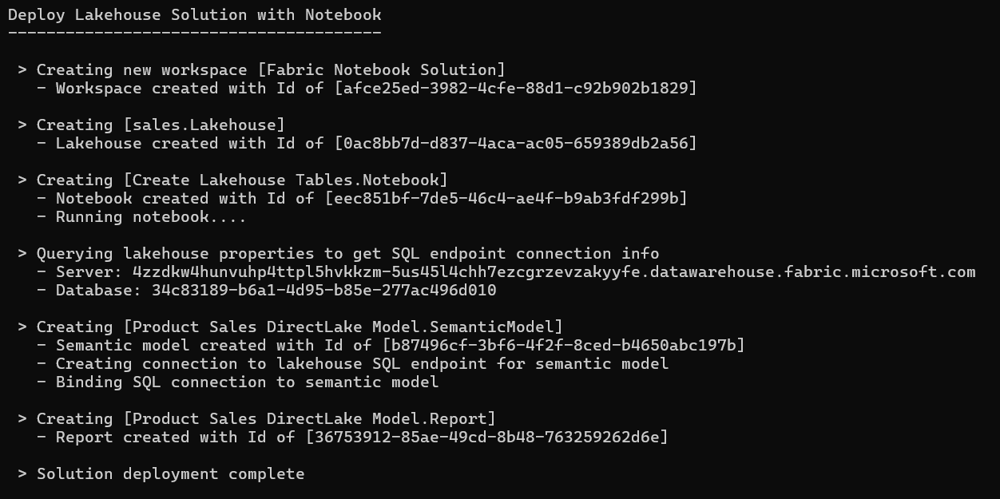 Deploy Lakehouse Solution with Notebook
---------------------------------------
> Creating new workspace [Fabric Notebook Solution]
- Workspace created with Id of [afce25ed-3982-4cfe-88d1-c92b902b1829]
> Creating [sales.Lakehouse]
- Lakehouse created with Id of [0ac8bb7d-d837-4aca-ac05-659389db2a56]
> Creating [Create Lakehouse Tables.Notebook]
- Notebook created with Id of [eec851bf-7de5-46c4-ae4f-b9ab3fdf299b]
- Running notebook....
> Querying lakehouse properties to get SQL endpoint connection info
- Server: 4zzdkw4hunvuhp4ttpl5hvkkzm-5us45l4chh7ezcgrzevzakyyfe.datawarehouse.fabric.microsoft.com
- Database: 34c83189-b6a1-4d95-b85e-277ac496d010
> Creating [Product Sales DirectLake Model.SemanticModel]
- Semantic model created with Id of [b87496cf-3bf6-4f2f-8ced-b4650abc197b]
- Creating connection to lakehouse SQL endpoint for semantic model
- Binding SQL connection to semantic model
> Creating [Product Sales DirectLake Model.Report]
- Report created with Id of [36753912-85ae-49cd-8b48-763259262d6e]
> Solution deployment complete